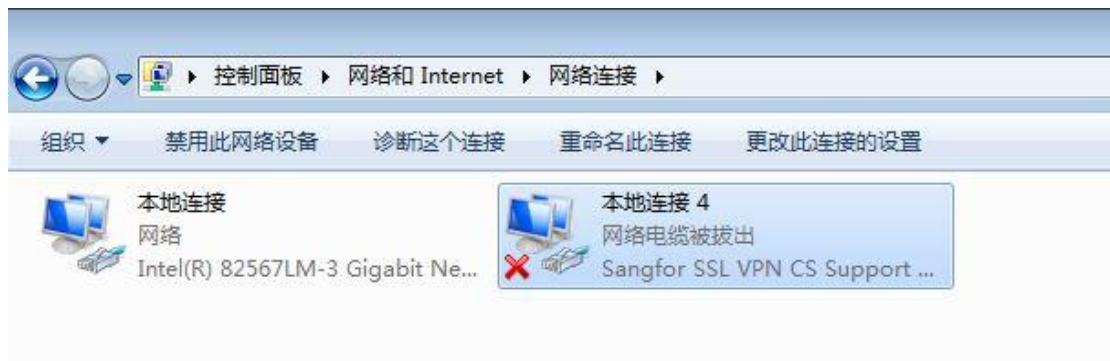 控制面板 网络和 Internet 网络连接
组织 禁用此网络设备 诊断这个连接 重命名此连接 更改此连接的设置
本地连接
网络
Intel(R) 82567LM-3 Gigabit Ne...
本地连接 4
网络电缆被拔出
Sangfor SSL VPN CS Support ...